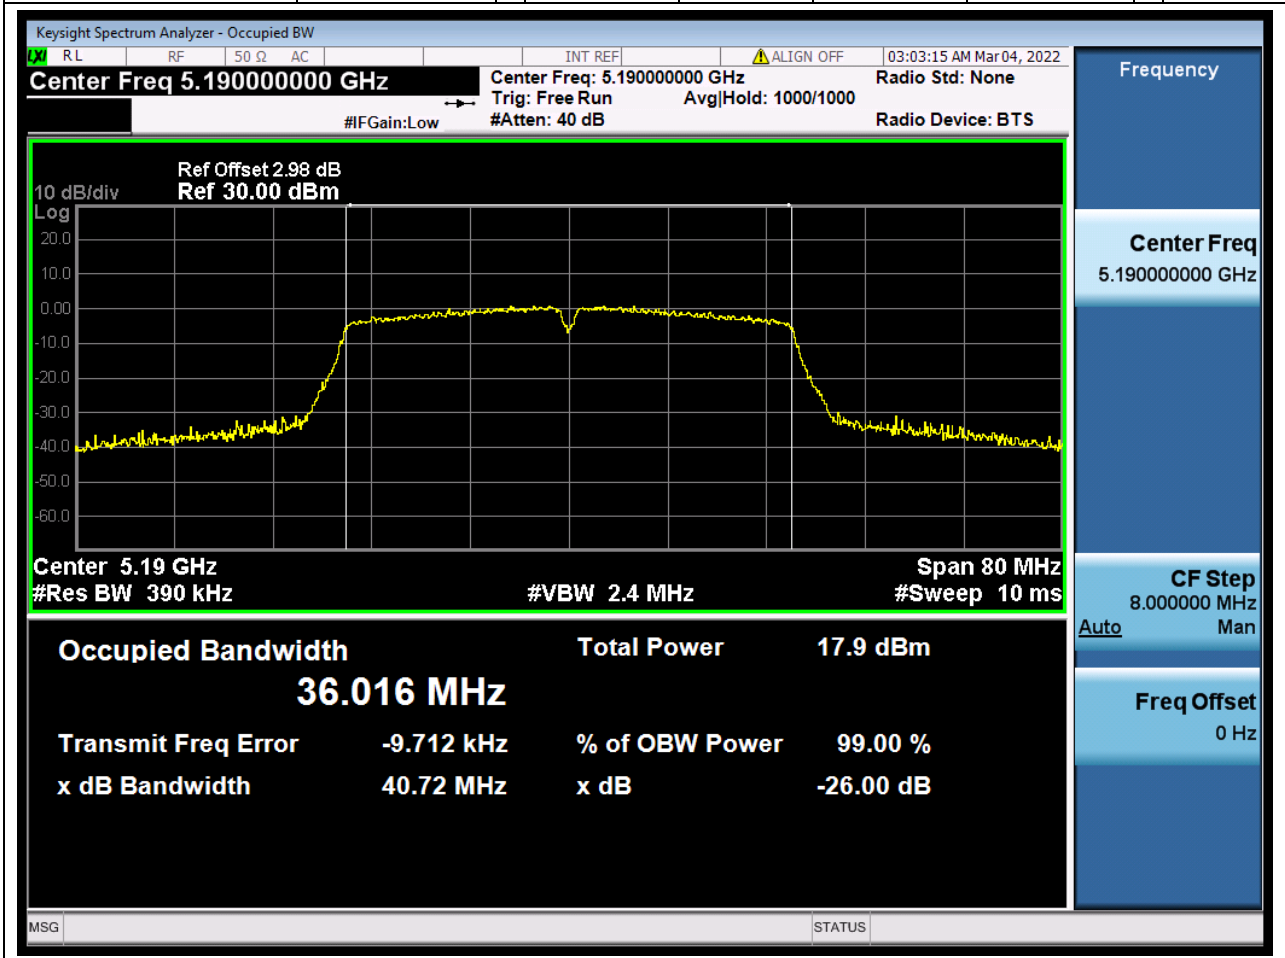 Keysight Spectrum Analyzer - Occupied BW
LXI RL RF 50 Ω AC INT REF ALIGN OFF 03:03:15 AM Mar 04, 2022
Center Freq 5.190000000 GHz
Center Freq: 5.190000000 GHz
Radio Std: None
Trig: Free Run Avg|Hold: 1000/1000
#IFGain:Low
#Atten: 40 dB
Radio Device: BTS
Ref Offset 2.98 dB
10 dB/div Ref 30.00 dBm
Log
20.0
10.0
0.00
-10.0
-20.0
-30.0
-40.0
-50.0
-60.0
Center 5.19 GHz Span 80 MHz
#Res BW 390 kHz #VBW 2.4 MHz #Sweep 10 ms
Occupied Bandwidth Total Power 17.9 dBm
36.016 MHz
Transmit Freq Error -9.712 kHz % of OBW Power 99.00 %
x dB Bandwidth 40.72 MHz x dB -26.00 dB
MSG STATUS
Frequency
Center Freq
5.190000000 GHz
CF Step
8.000000 MHz
Auto Man
Freq Offset
0 Hz